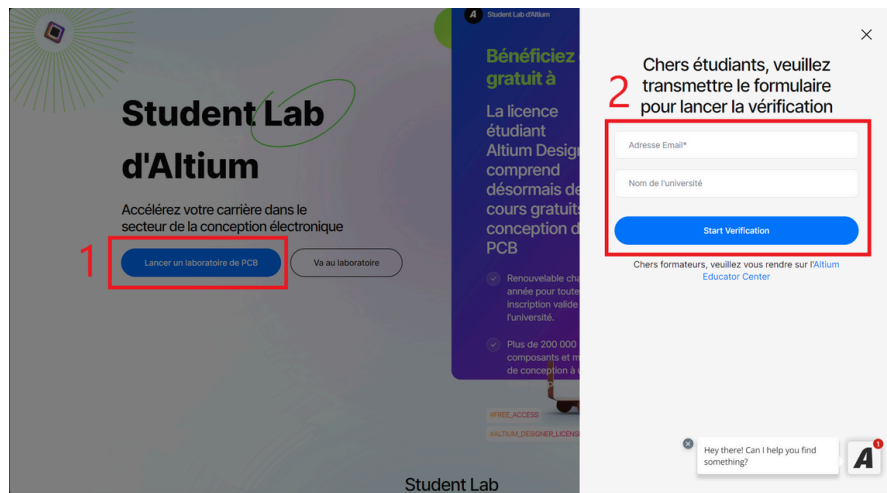 Student Lab
d'Altium
Accélérez votre carrière dans le
secteur de la conception électronique
1
Lancer un laboratoire de PCB
Va au laboratoire
Student Lab d'Altium
Bénéficiez
gratuit à
La licence
étudiant
Altium Design
comprend
désormais de
cours gratuits
conception d
PCB
Renouvelable cha
année pour toute
inscription valide
l'université.
Plus de 200 000
composants et m
de conception à
#FREE_ACCESS
#ALTIUM_DESIGNER_LICENS
Student Lab
2
Chers étudiants, veuillez
transmettre le formulaire
pour lancer la vérification
Adresse Email*
Nom de l'université
Start Verification
Chers formateurs, veuillez vous rendre sur l'Altium
Educator Center
Hey there! Can I help you find
something?
1